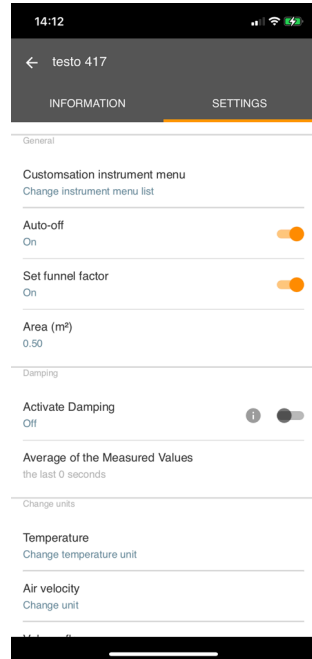 14:12
testo 417
INFORMATION SETTINGS
General
Customsation instrument menu
Change instrument menu list
Auto-off
On
Set funnel factor
On
Area (m²)
0.50
Damping
Activate Damping
Off
Average of the Measured Values
the last 0 seconds
Change units
Temperature
Change temperature unit
Air velocity
Change unit